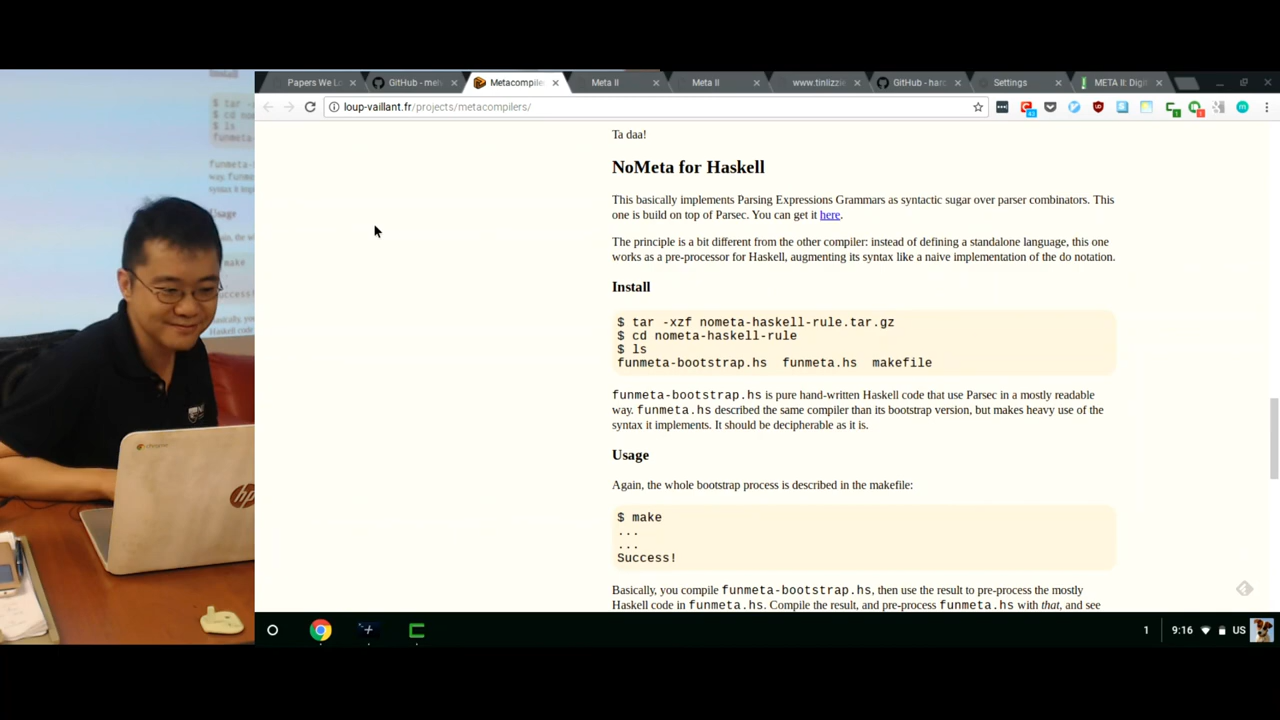 Papers We L
GitHub - met
Metacompile
Meta II
Meta II
www.tinlizzie
GitHub - harc
Settings
META II: Digi
loup-vaillant.fr/projects/metacompilers/
Ta daa!
NoMeta for Haskell
This basically implements Parsing Expressions Grammars as syntactic sugar over parser combinators. This
one is build on top of Parsec. You can get it here.
The principle is a bit different from the other compiler: instead of defining a standalone language, this one
works as a pre-processor for Haskell, augmenting its syntax like a naive implementation of the do notation.
Install
$ tar -xzf nometa-haskell-rule.tar.gz
$ cd nometa-haskell-rule
$ ls
funmeta-bootstrap.hs funmeta.hs makefile
funmeta-bootstrap.hs is pure hand-written Haskell code that use Parsec in a mostly readable
way. funmeta.hs described the same compiler than its bootstrap version, but makes heavy use of the
syntax it implements. It should be decipherable as it is.
Usage
Again, the whole bootstrap process is described in the makefile:
$ make
...
...
Success!
Basically, you compile funmeta-bootstrap.hs, then use the result to pre-process the mostly
Haskell code in funmeta.hs. Compile the result, and pre-process funmeta.hs with that, and see
1
9:16
US
chrome
hp